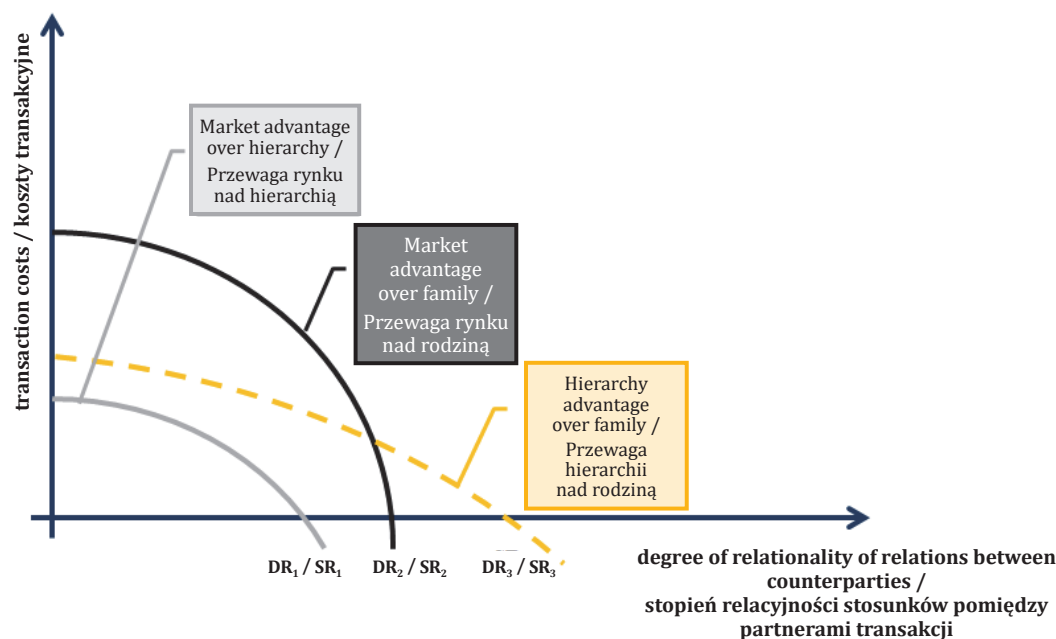 transaction costs / koszty transakcyjne
Market advantage
over hierarchy /
Przewaga rynku
nad hierarchią
Market
advantage
over family /
Przewaga rynku
nad rodziną
Hierarchy
advantage
over family /
Przewaga
hierarchii
nad rodziną
DR₁ / SR₁
DR₂ / SR₂
DR₃ / SR₃
degree of relationality of relations between
counterparties /
stopień relacyjności stosunków pomiędzy
partnerami transakcji